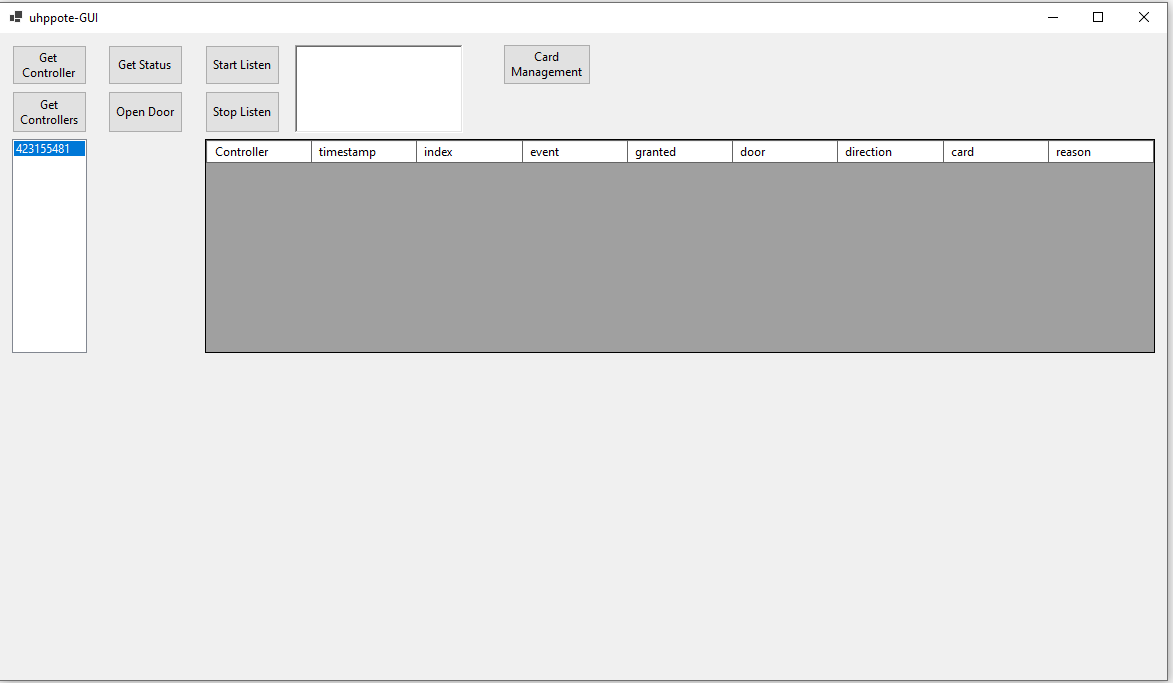 uhppote-GUI
Get
Controller
Get Status
Start Listen
Card
Management
Get
Controllers
Open Door
Stop Listen
423155481
Controller timestamp index event granted door direction card reason